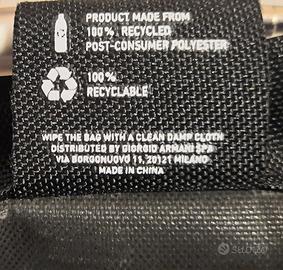 PRODUCT MADE FROM
100% RECYCLED
POST-CONSUMER POLYESTER
100%
RECYCLABLE
WIPE THE BAG WITH A CLEAN DAMP CLOTH
DISTRIBUTED BY GIORGIO ARMANI SPA
VIA BORGONUOVO 11, 20121 MILANO
MADE IN CHINA
subito